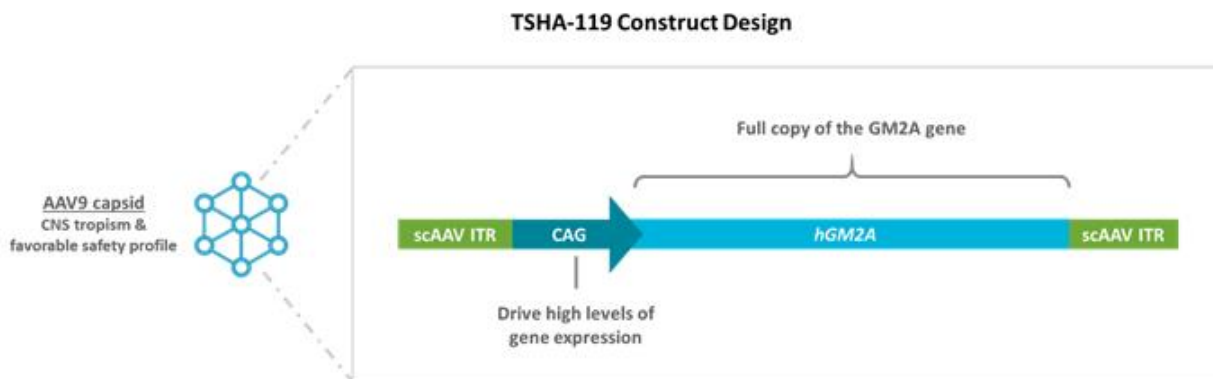 TSHA-119 Construct Design
Full copy of the GM2A gene
AAV9 capsid
CNS tropism &
favorable safety profile
scAAV ITR
CAG
hGM2A
scAAV ITR
Drive high levels of
gene expression